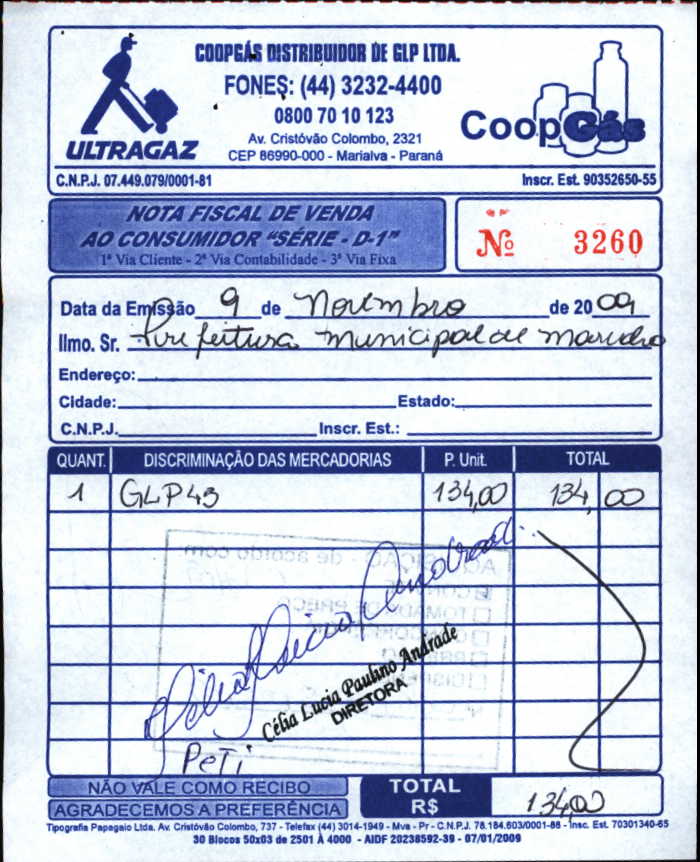 COOPGÁS DISTRIBUIDOR DE GLP LTDA.
FONES: (44) 3232-4400
0800 70 10 123
Av. Cristóvão Colombo, 2321
CEP 86990-000 - Marialva - Paraná
ULTRAGAZ
CoopGás
C.N.P.J. 07.449.079/0001-81 Inscr. Est. 90352650-55
NOTA FISCAL DE VENDA
AO CONSUMIDOR "SÉRIE - D-1"
1ª Via Cliente - 2ª Via Contabilidade - 3ª Via Fixa
Nº 3260
Data da Emissão 9 de Novembro de 2009
Ilmo. Sr. Prefeitura Municipal de
Endereço:
Cidade: Estado:
C.N.P.J. Inscr. Est.:
QUANT. DISCRIMINAÇÃO DAS MERCADORIAS P. Unit. TOTAL
1 GLP45 134,00 134,00
Célia Lucia Paulino Andrade
DIRETORA
PeTi
NÃO VALE COMO RECIBO
AGRADECEMOS A PREFERÊNCIA
TOTAL
R$ 134,00
Tipografia Papagaio Ltda. Av. Cristóvão Colombo, 737 - Telefax (44) 3014-1949 - Mva - Pr - C.N.P.J. 78.184.603/0001-86 - Insc. Est. 70301340-65
30 Blocos 50x03 de 2501 À 4000 - AIDF 20238592-39 - 07/01/2009